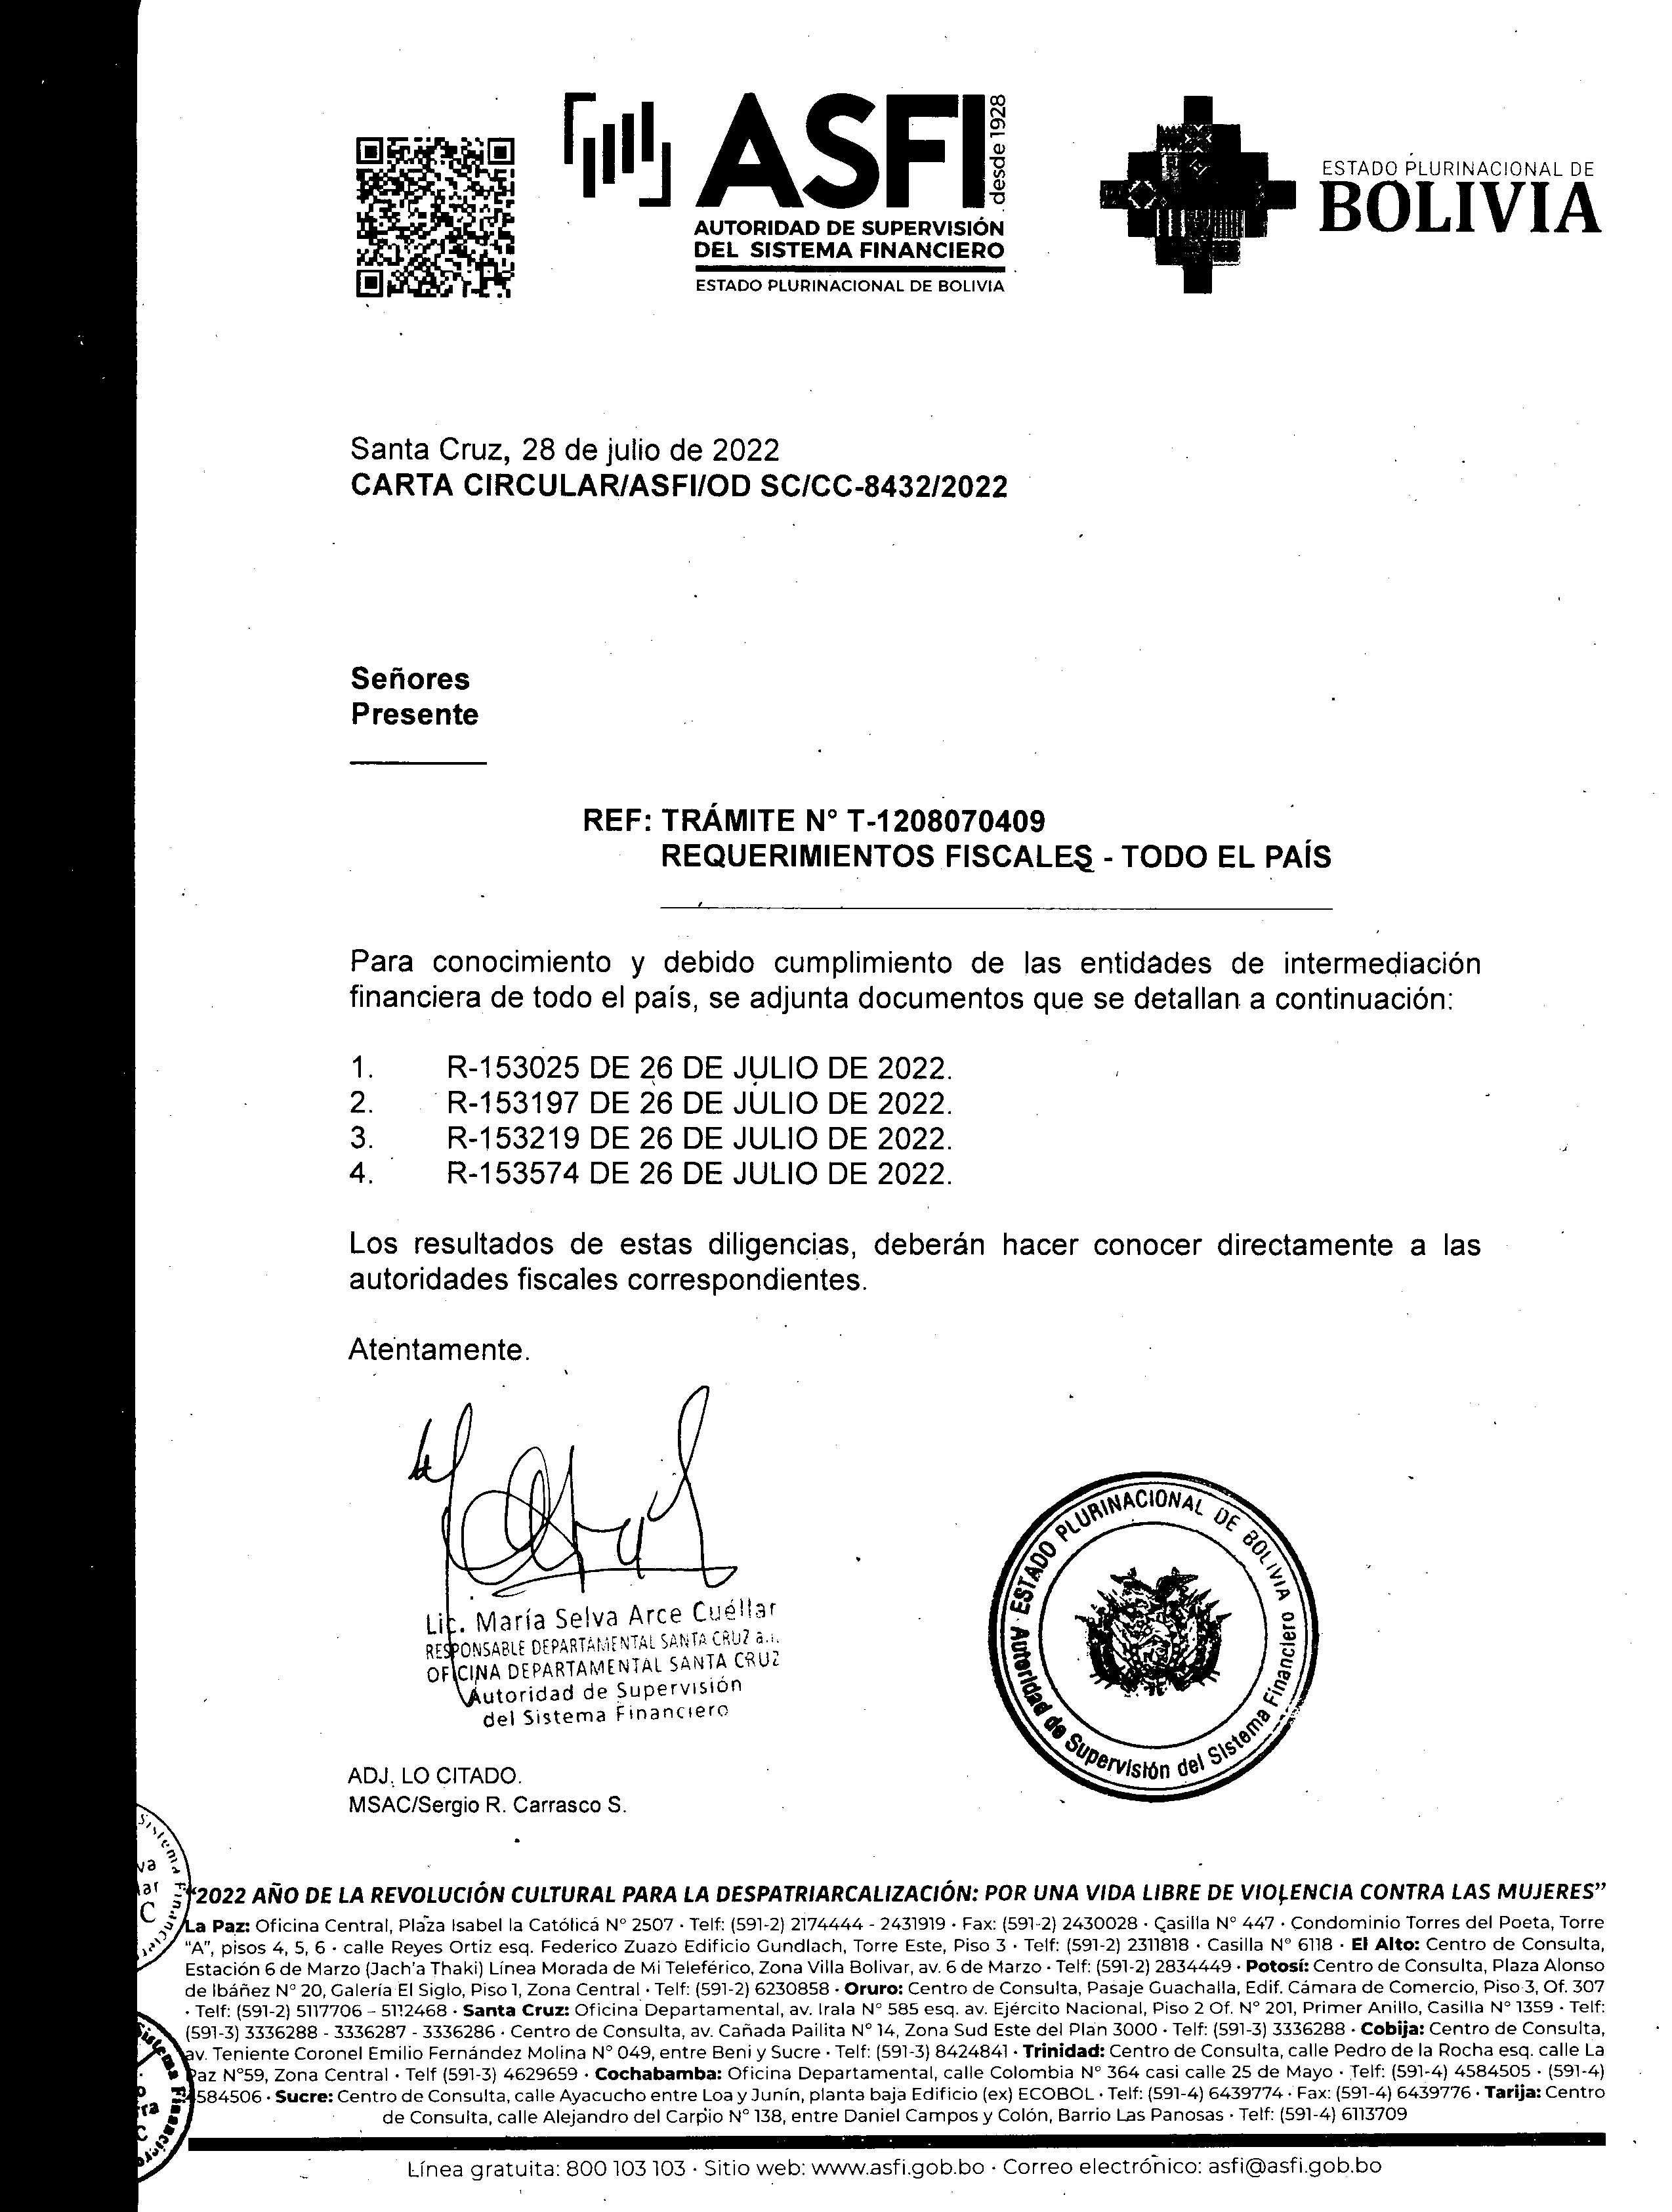 ASFI
desde 1928
AUTORIDAD DE SUPERVISIÓN
DEL SISTEMA FINANCIERO
ESTADO PLURINACIONAL DE BOLIVIA
ESTADO PLURINACIONAL DE
BOLIVIA
Santa Cruz, 28 de julio de 2022
CARTA CIRCULAR/ASFI/OD SC/CC-8432/2022
Señores
Presente
REF: TRÁMITE N° T-1208070409
REQUERIMIENTOS FISCALES - TODO EL PAÍS
Para conocimiento y debido cumplimiento de las entidades de intermediación
financiera de todo el país, se adjunta documentos que se detallan a continuación:
1. R-153025 DE 26 DE JULIO DE 2022.
2. R-153197 DE 26 DE JULIO DE 2022.
3. R-153219 DE 26 DE JULIO DE 2022.
4. R-153574 DE 26 DE JULIO DE 2022.
Los resultados de estas diligencias, deberán hacer conocer directamente a las
autoridades fiscales correspondientes.
Atentamente.
Lic. María Selva Arce Cuéllar
RESPONSABLE DEPARTAMENTAL SANTA CRUZ a.i.
OFICINA DEPARTAMENTAL SANTA CRUZ
Autoridad de Supervisión
del Sistema Financiero
ESTADO PLURINACIONAL DE BOLIVIA
Autoridad de Supervisión del Sistema Financiero
ADJ. LO CITADO.
MSAC/Sergio R. Carrasco S.
Sistema Financiero
"2022 AÑO DE LA REVOLUCIÓN CULTURAL PARA LA DESPATRIARCALIZACIÓN: POR UNA VIDA LIBRE DE VIOLENCIA CONTRA LAS MUJERES"
La Paz: Oficina Central, Plaza Isabel la Católica N° 2507 · Telf: (591-2) 2174444 - 2431919 · Fax: (591-2) 2430028 · Casilla N° 447 · Condominio Torres del Poeta, Torre
"A", pisos 4, 5, 6 · calle Reyes Ortiz esq. Federico Zuazo Edificio Gundlach, Torre Este, Piso 3 · Telf: (591-2) 2311818 · Casilla N° 6118 · El Alto: Centro de Consulta,
Estación 6 de Marzo (Jach'a Thaki) Línea Morada de Mi Teleférico, Zona Villa Bolivar, av. 6 de Marzo · Telf: (591-2) 2834449 · Potosí: Centro de Consulta, Plaza Alonso
de Ibáñez N° 20, Galería El Siglo, Piso 1, Zona Central · Telf: (591-2) 6230858 · Oruro: Centro de Consulta, Pasaje Guachalla, Edif. Cámara de Comercio, Piso 3, Of. 307
· Telf: (591-2) 5117706 – 5112468 · Santa Cruz: Oficina Departamental, av. Irala N° 585 esq. av. Ejército Nacional, Piso 2 Of. N° 201, Primer Anillo, Casilla N° 1359 · Telf:
(591-3) 3336288 - 3336287 - 3336286 · Centro de Consulta, av. Cañada Pailita N° 14, Zona Sud Este del Plan 3000 · Telf: (591-3) 3336288 · Cobija: Centro de Consulta,
av. Teniente Coronel Emilio Fernández Molina N° 049, entre Beni y Sucre · Telf: (591-3) 8424841 · Trinidad: Centro de Consulta, calle Pedro de la Rocha esq. calle La
Paz N°59, Zona Central · Telf (591-3) 4629659 · Cochabamba: Oficina Departamental, calle Colombia N° 364 casi calle 25 de Mayo · Telf: (591-4) 4584505 · (591-4)
4584506 · Sucre: Centro de Consulta, calle Ayacucho entre Loa y Junín, planta baja Edificio (ex) ECOBOL · Telf: (591-4) 6439774 · Fax: (591-4) 6439776 · Tarija: Centro
de Consulta, calle Alejandro del Carpio N° 138, entre Daniel Campos y Colón, Barrio Las Panosas · Telf: (591-4) 6113709
Línea gratuita: 800 103 103 · Sitio web: www.asfi.gob.bo · Correo electrónico: asfi@asfi.gob.bo